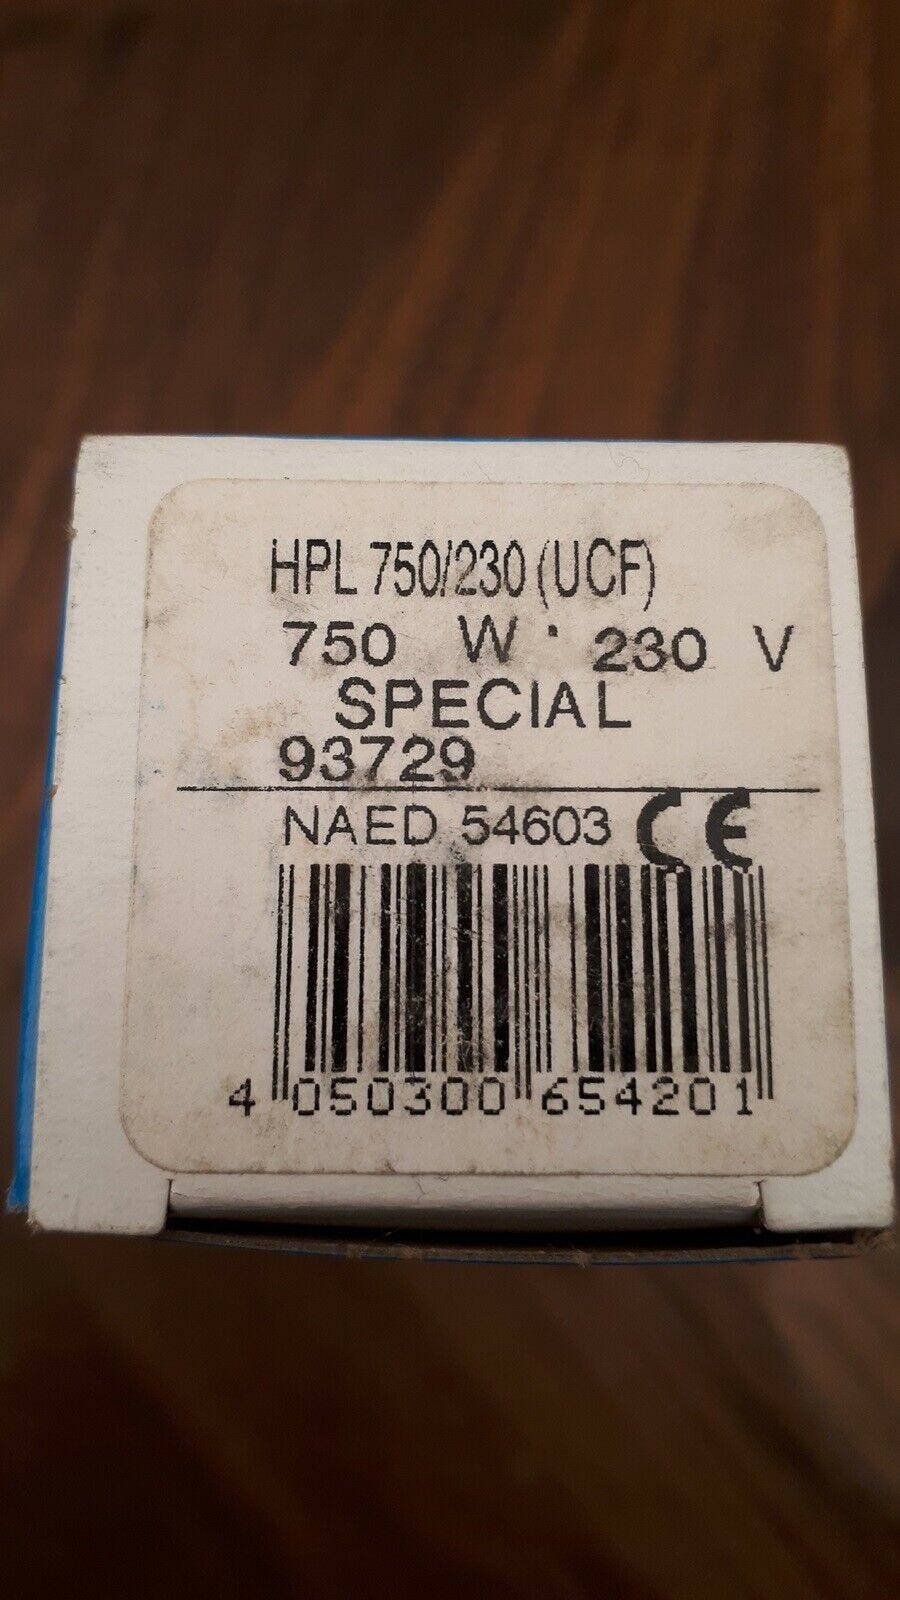 HPL 750/230 (UCF)
750 W · 230 V
SPECIAL
93729
NAED 54603 CE
4 050300 654201